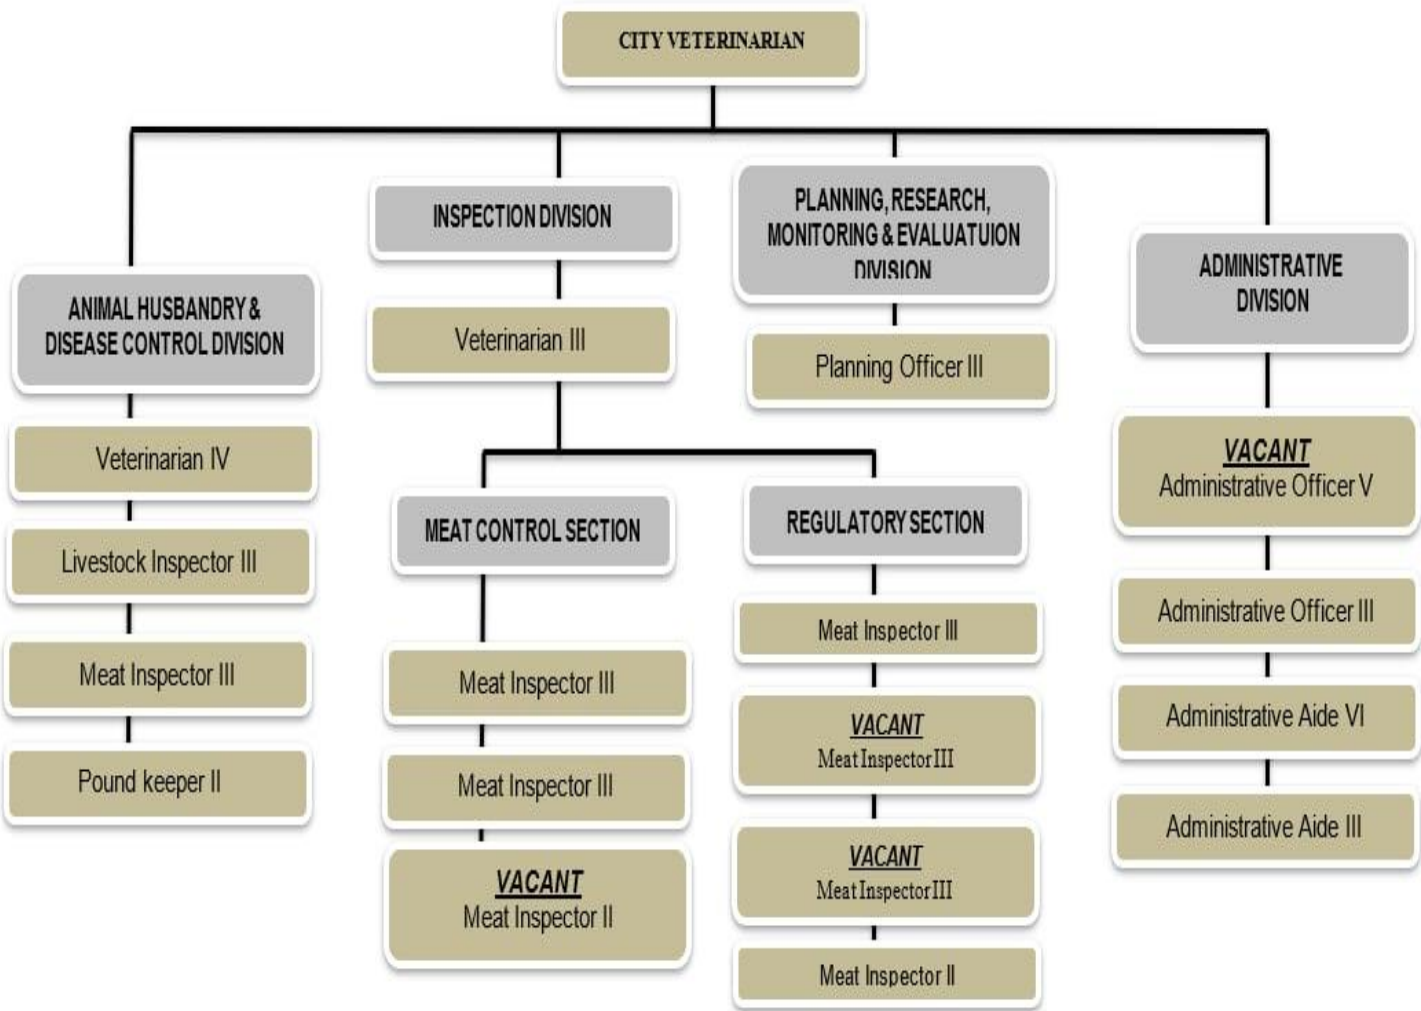 CITY VETERINARIAN
ANIMAL HUSBANDRY &
DISEASE CONTROL DIVISION
Veterinarian IV
Livestock Inspector III
Meat Inspector III
Pound keeper II
INSPECTION DIVISION
Veterinarian III
MEAT CONTROL SECTION
Meat Inspector III
Meat Inspector III
VACANT
Meat Inspector II
REGULATORY SECTION
Meat Inspector III
VACANT
Meat Inspector III
VACANT
Meat Inspector III
Meat Inspector II
PLANNING, RESEARCH,
MONITORING & EVALUATUION
DIVISION
Planning Officer III
ADMINISTRATIVE
DIVISION
VACANT
Administrative Officer V
Administrative Officer III
Administrative Aide VI
Administrative Aide III